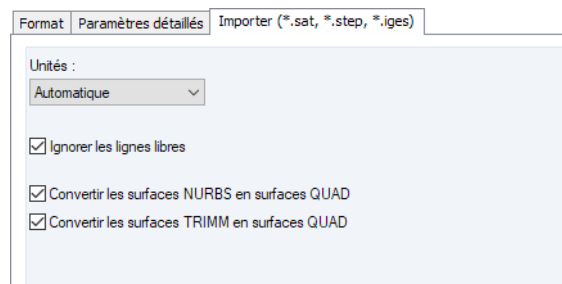 Format Paramètres détaillés Importer (*.sat, *.step, *.iges)
Unités :
Automatique
Ignorer les lignes libres
Convertir les surfaces NURBS en surfaces QUAD
Convertir les surfaces TRIMM en surfaces QUAD